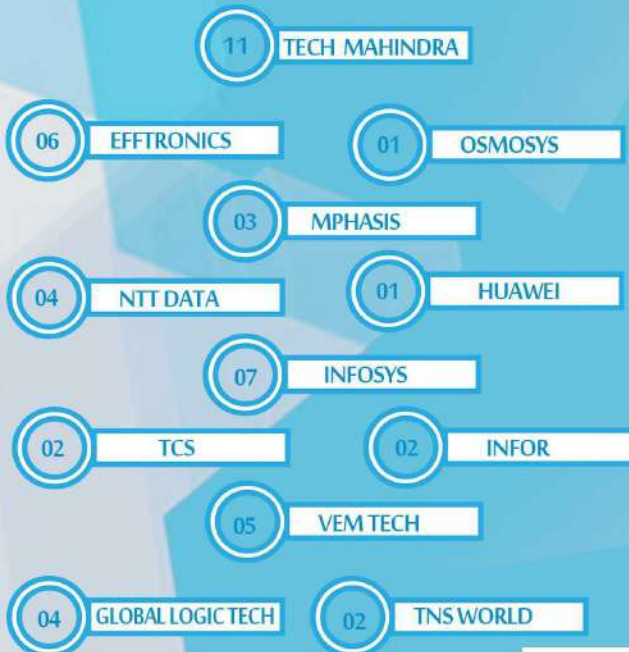 11 TECH MAHINDRA
06 EFFTRONICS
01 OSMOSYS
03 MPHASIS
04 NTT DATA
01 HUAWEI
07 INFOSYS
02 TCS
02 INFOR
05 VEM TECH
04 GLOBAL LOGIC TECH
02 TNS WORLD